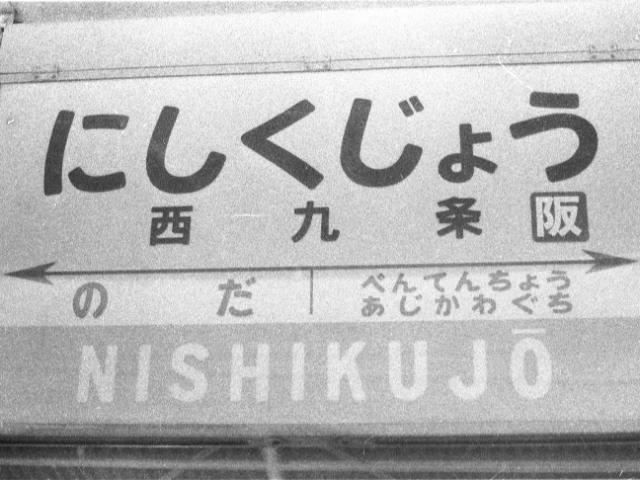 にしくじょう
西九条 阪
のだ べんてんちょう
あじかわぐち
NISHIKUJŌ